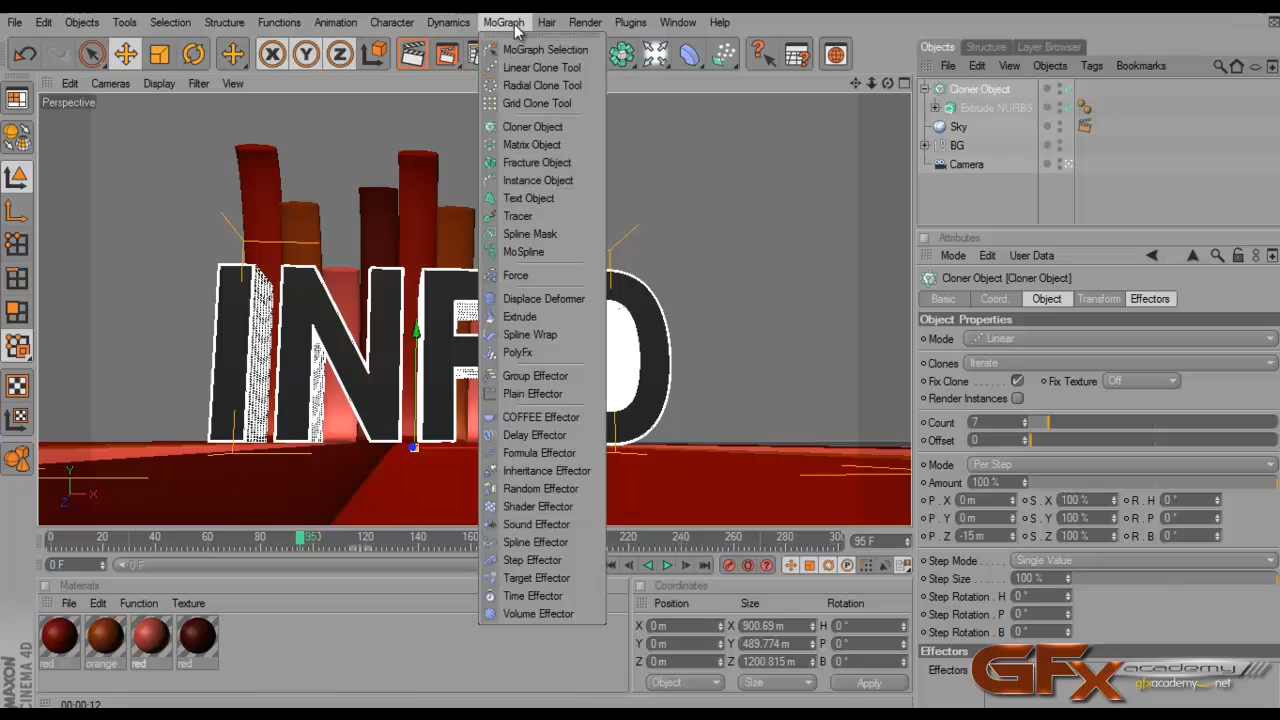 File Edit Objects Tools Selection Structure Functions Animation Character Dynamics MoGraph Hair Render Plugins Window Help
Edit Cameras Display Filter View
Perspective
INFO
MoGraph Selection
Linear Clone Tool
Radial Clone Tool
Grid Clone Tool
Cloner Object
Matrix Object
Fracture Object
Instance Object
Text Object
Tracer
Spline Mask
MoSpline
Force
Displace Deformer
Extrude
Spline Wrap
PolyFx
Group Effector
Plain Effector
COFFEE Effector
Delay Effector
Formula Effector
Inheritance Effector
Random Effector
Shader Effector
Sound Effector
Spline Effector
Step Effector
Target Effector
Time Effector
Volume Effector
Objects Structure Layer Browser
File Edit View Objects Tags Bookmarks
Cloner Object
Extrude NURBS
Sky
BG
Camera
Attributes
Mode Edit User Data
Cloner Object [Cloner Object]
Basic Coord. Object Transform Effectors
Object Properties
Mode Linear
Clones Iterate
Fix Clone Fix Texture Off
Render Instances
Count 7
Offset 0
Mode Per Step
Amount 100 %
P . X 0 m S . X 100 % R . H 0 °
P . Y 0 m S . Y 100 % R . P 0 °
P . Z -15 m S . Z 100 % R . B 0 °
Step Mode Single Value
Step Size 100 %
Step Rotation . H 0 °
Step Rotation . P 0 °
Step Rotation . B 0 °
Effectors
Effectors
Y
X
Z
0 20 40 60 80 95 120 140 160 220 240 260 280 300 95 F
0 F 0 F
Materials
File Edit Function Texture
red orange red red
Coordinates
Position Size Rotation
X 0 m X 900.69 m H 0 °
Y 0 m Y 489.774 m P 0 °
Z 0 m Z 1200.815 m B 0 °
Object Size Apply
MAXON CINEMA 4D
00:00:12
GFX academy
gfxacademy.net